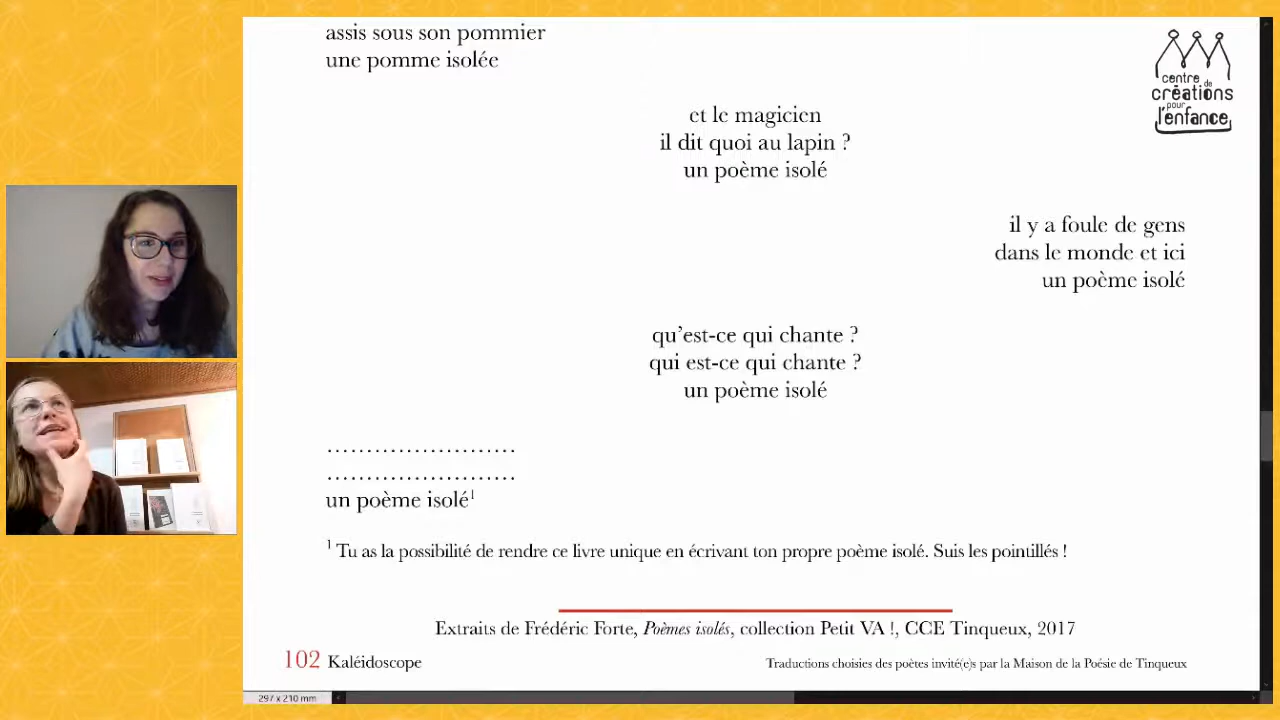 assis sous son pommier
une pomme isolée
centre de
créations
pour
l'enfance
et le magicien
il dit quoi au lapin ?
un poème isolé
il y a foule de gens
dans le monde et ici
un poème isolé
qu'est-ce qui chante ?
qui est-ce qui chante ?
un poème isolé
........................
........................
un poème isolé¹
¹ Tu as la possibilité de rendre ce livre unique en écrivant ton propre poème isolé. Suis les pointillés !
Extraits de Frédéric Forte, Poèmes isolés, collection Petit VA !, CCE Tinqueux, 2017
102 Kaléidoscope
Traductions choisies des poètes invité(e)s par la Maison de la Poésie de Tinqueux
297 x 210 mm